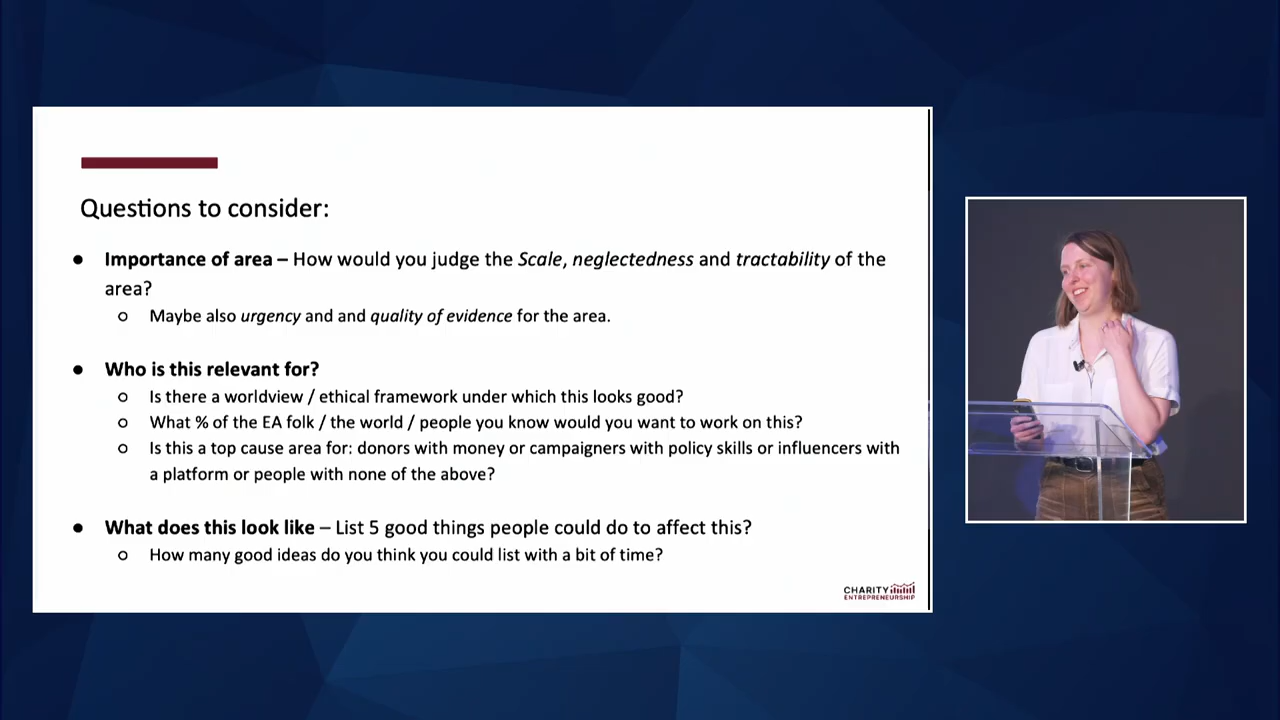 Questions to consider:
● Importance of area – How would you judge the Scale, neglectedness and tractability of the
area?
○ Maybe also urgency and and quality of evidence for the area.
● Who is this relevant for?
○ Is there a worldview / ethical framework under which this looks good?
○ What % of the EA folk / the world / people you know would you want to work on this?
○ Is this a top cause area for: donors with money or campaigners with policy skills or influencers with
a platform or people with none of the above?
● What does this look like – List 5 good things people could do to affect this?
○ How many good ideas do you think you could list with a bit of time?
CHARITY
ENTREPRENEURSHIP